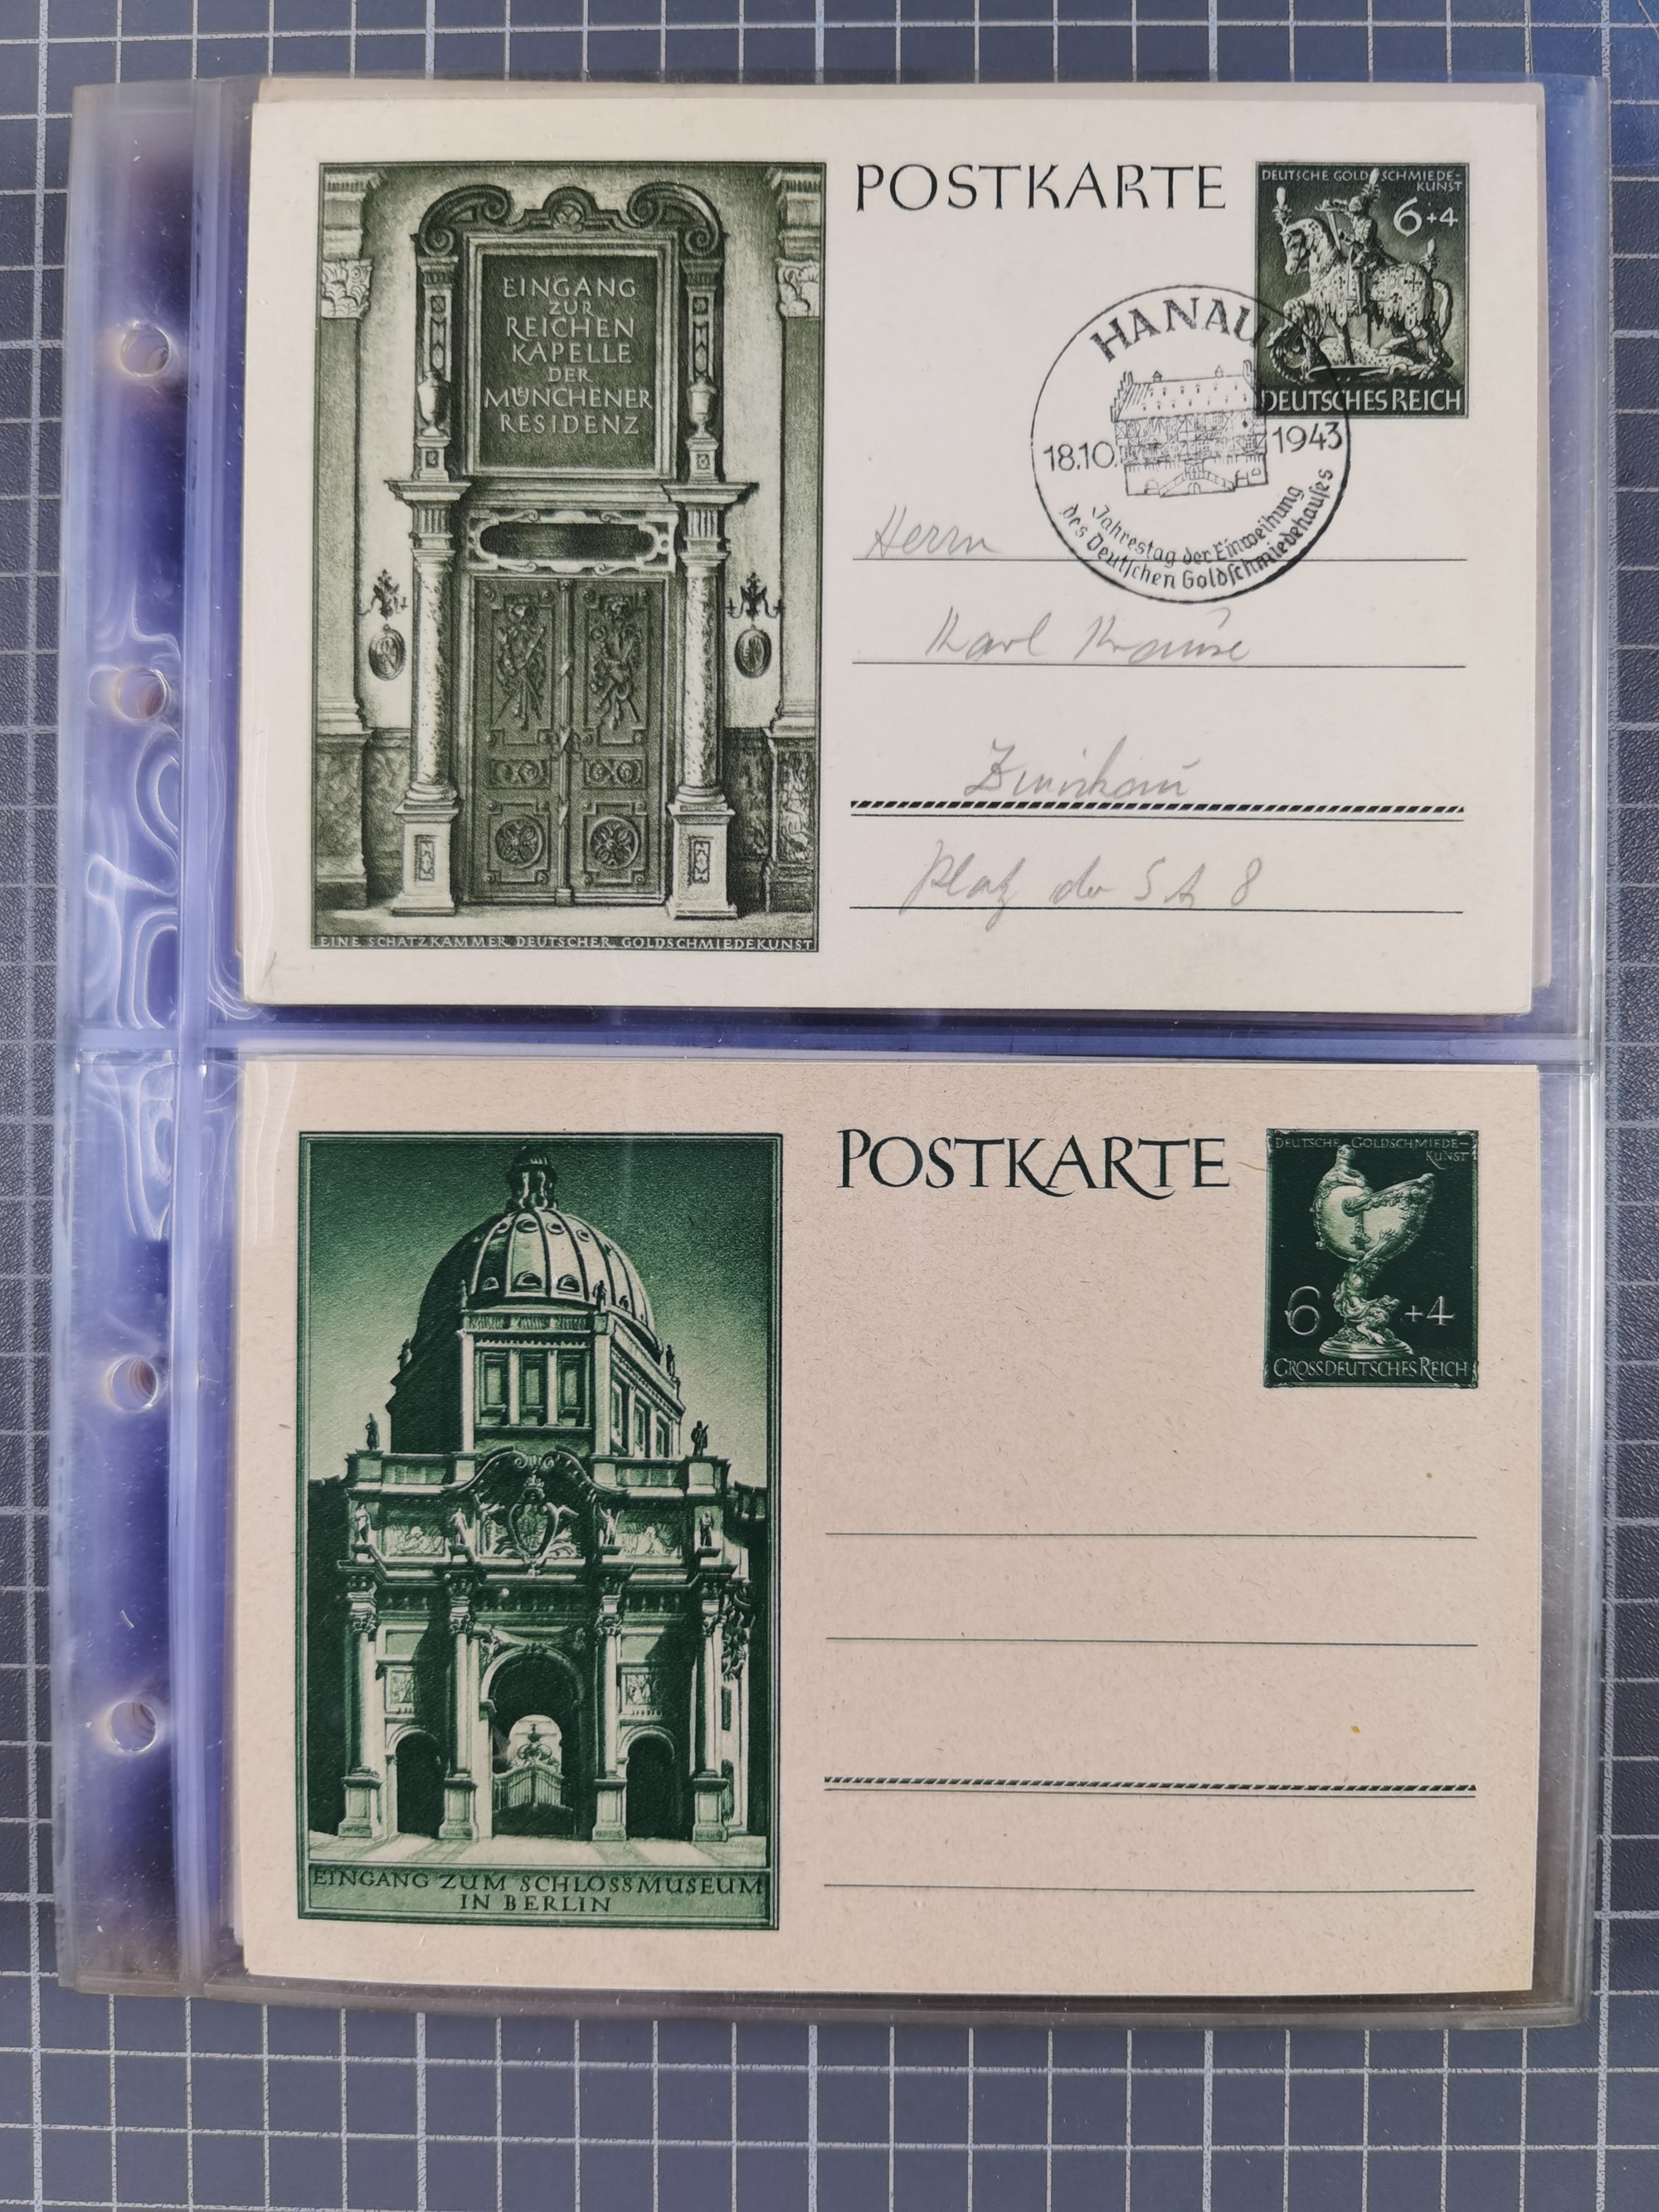 POSTKARTE
DEUTSCHE GOLDSCHMIEDE-
KUNST
6+4
DEUTSCHES REICH
EINGANG
ZUR
REICHEN
KAPELLE
DER
MÜNCHENER
RESIDENZ
EINE SCHATZKAMMER DEUTSCHER GOLDSCHMIEDEKUNST
HANAU
18.10. 1943
Jahrestag der Einweihung
des Deutschen Goldschmiedehauses
Herrn
Karl Krause
Platz der S A 8
POSTKARTE
DEUTSCHE GOLDSCHMIEDE-
KUNST
6 +4
GROSSDEUTSCHES REICH
EINGANG ZUM SCHLOSSMUSEUM
IN BERLIN